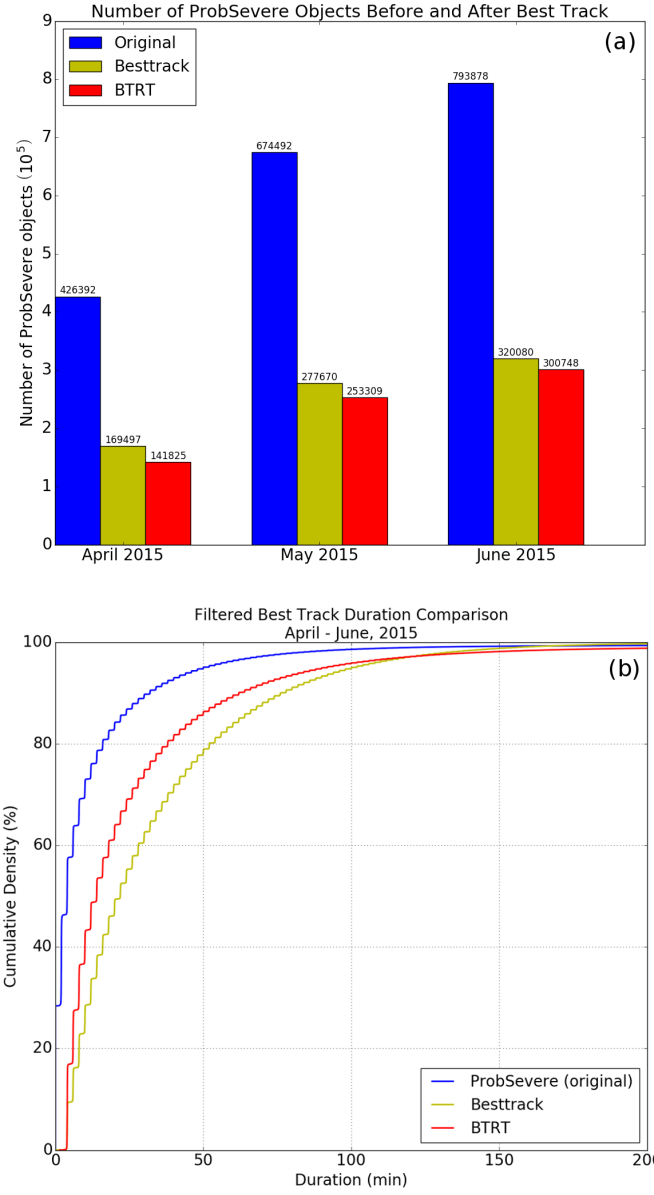 Number of ProbSevere Objects Before and After Best Track
9
8
7
6
5
4
3
2
1
0
Number of ProbSevere objects (10^5)
Original
Besttrack
BTRT
(a)
426392
169497
141825
674492
277670
253309
793878
320080
300748
April 2015
May 2015
June 2015
Filtered Best Track Duration Comparison
April - June, 2015
100
80
60
40
20
0
Cumulative Density (%)
(b)
ProbSevere (original)
Besttrack
BTRT
0
50
100
150
Duration (min)